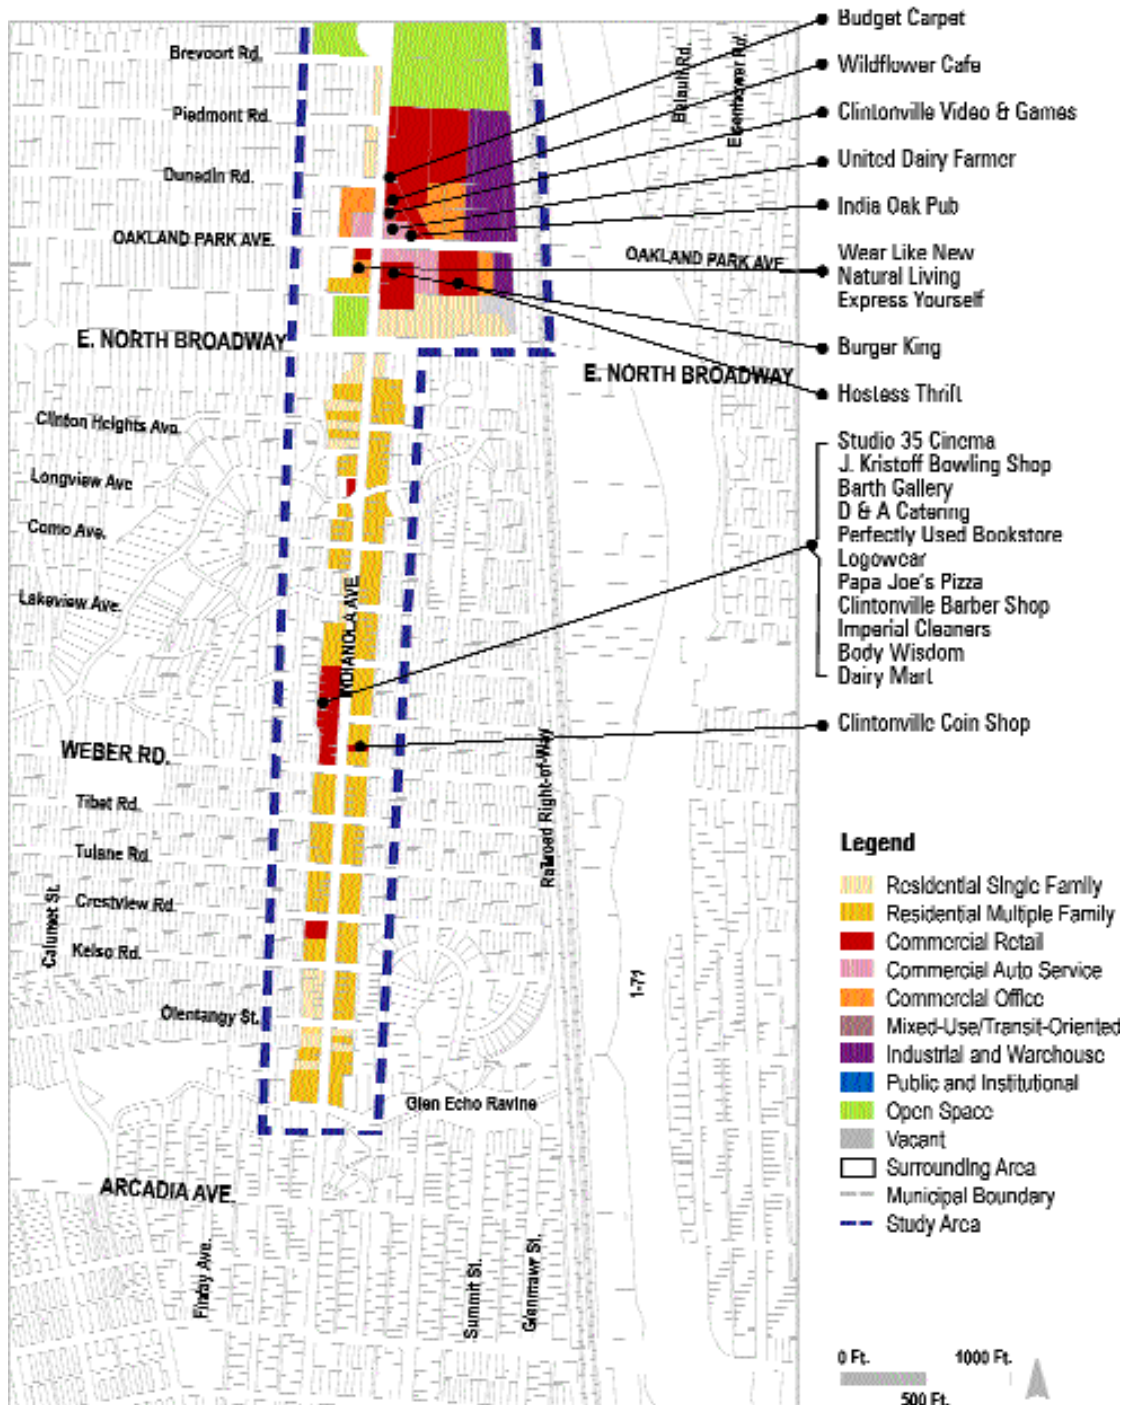 Budget Carpet
Wildflower Cafe
Clintonville Video & Games
United Dairy Farmer
India Oak Pub
Wear Like New
Natural Living
Express Yourself
Burger King
Hostess Thrift
Studio 35 Cinema
J. Kristoff Bowling Shop
Barth Gallery
D & A Catering
Perfectly Used Bookstore
Logowear
Papa Joe's Pizza
Clintonville Barber Shop
Imperial Cleaners
Body Wisdom
Dairy Mart
Clintonville Coin Shop
Brevoort Rd.
Piedmont Rd.
Dunedin Rd.
OAKLAND PARK AVE.
OAKLAND PARK AVE
E. NORTH BROADWAY
E. NORTH BROADWAY
Clinton Heights Ave.
Longview Ave
Como Ave.
Lakeview Ave.
INDIANOLA AVE
WEBER RD.
Tibet Rd.
Tulane Rd.
Crestview Rd.
Kelso Rd.
Calumet St.
Olentangy St.
Glen Echo Ravine
ARCADIA AVE.
Summit St.
Glenmawr St.
Railroad Right-of-Way
I-71
Eisenhower Rd.
Legend
Residential Single Family
Residential Multiple Family
Commercial Retail
Commercial Auto Service
Commercial Office
Mixed-Use/Transit-Oriented
Industrial and Warehouse
Public and Institutional
Open Space
Vacant
Surrounding Area
Municipal Boundary
Study Area
0 Ft. 1000 Ft.
500 Ft.